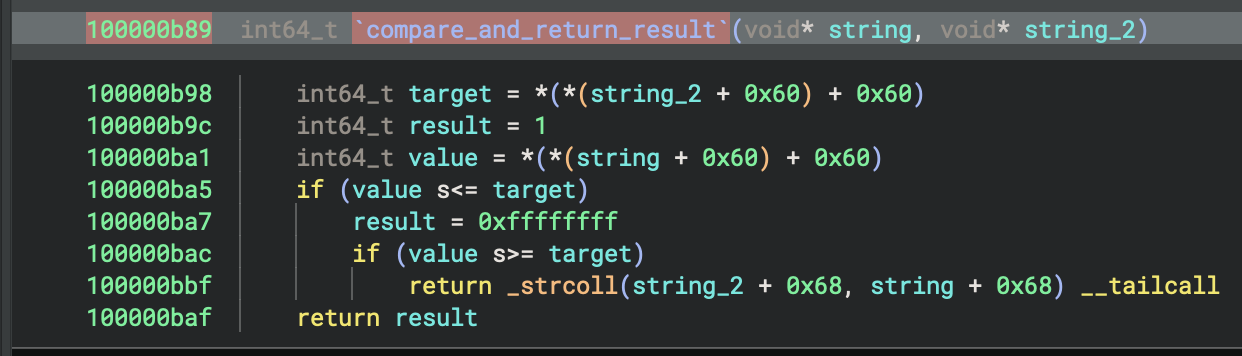 100000b89 int64_t `compare_and_return_result`(void* string, void* string_2)
100000b98 int64_t target = *(*(string_2 + 0x60) + 0x60)
100000b9c int64_t result = 1
100000ba1 int64_t value = *(*(string + 0x60) + 0x60)
100000ba5 if (value s<= target)
100000ba7 result = 0xffffffff
100000bac if (value s>= target)
100000bbf return _strcoll(string_2 + 0x68, string + 0x68) __tailcall
100000baf return result